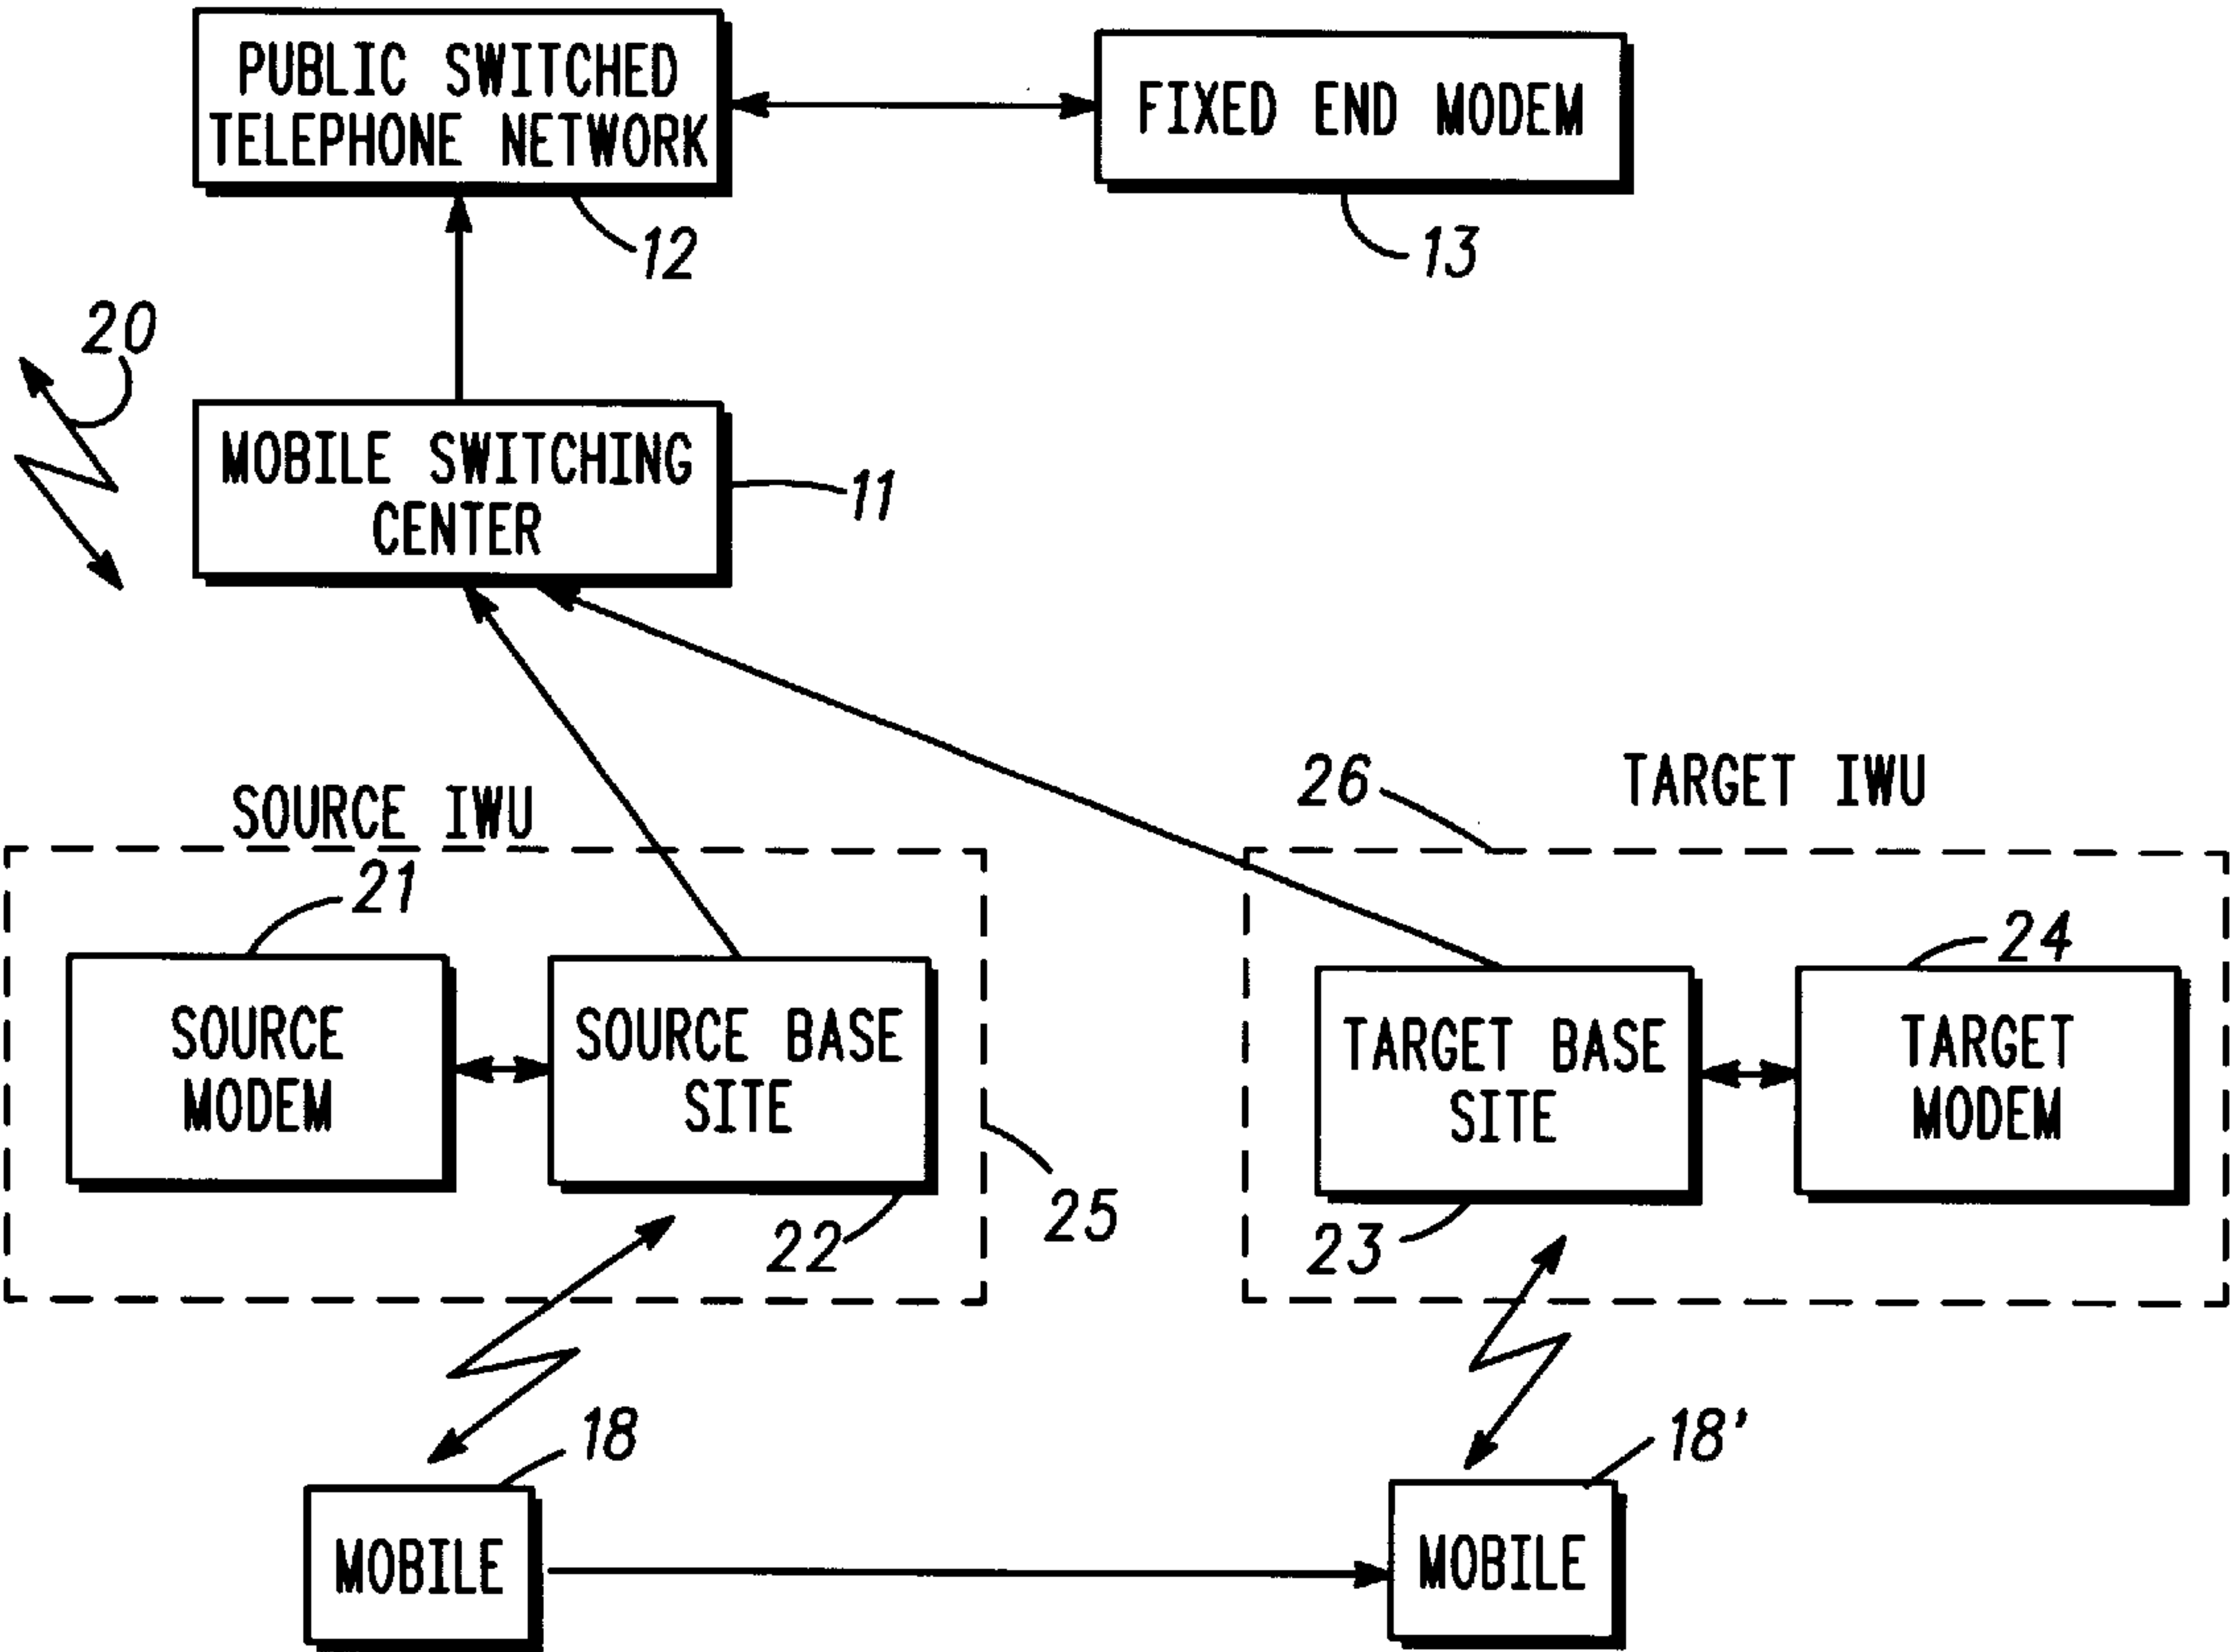 PUBLIC SWITCHED
TELEPHONE NETWORK
FIXED END MODEM
12
13
20
MOBILE SWITCHING
CENTER
11
26
TARGET IWU
SOURCE IWU
21
24
SOURCE
MODEM
SOURCE BASE
SITE
TARGET BASE
SITE
TARGET
MODEM
25
22
23
18
18'
MOBILE
MOBILE